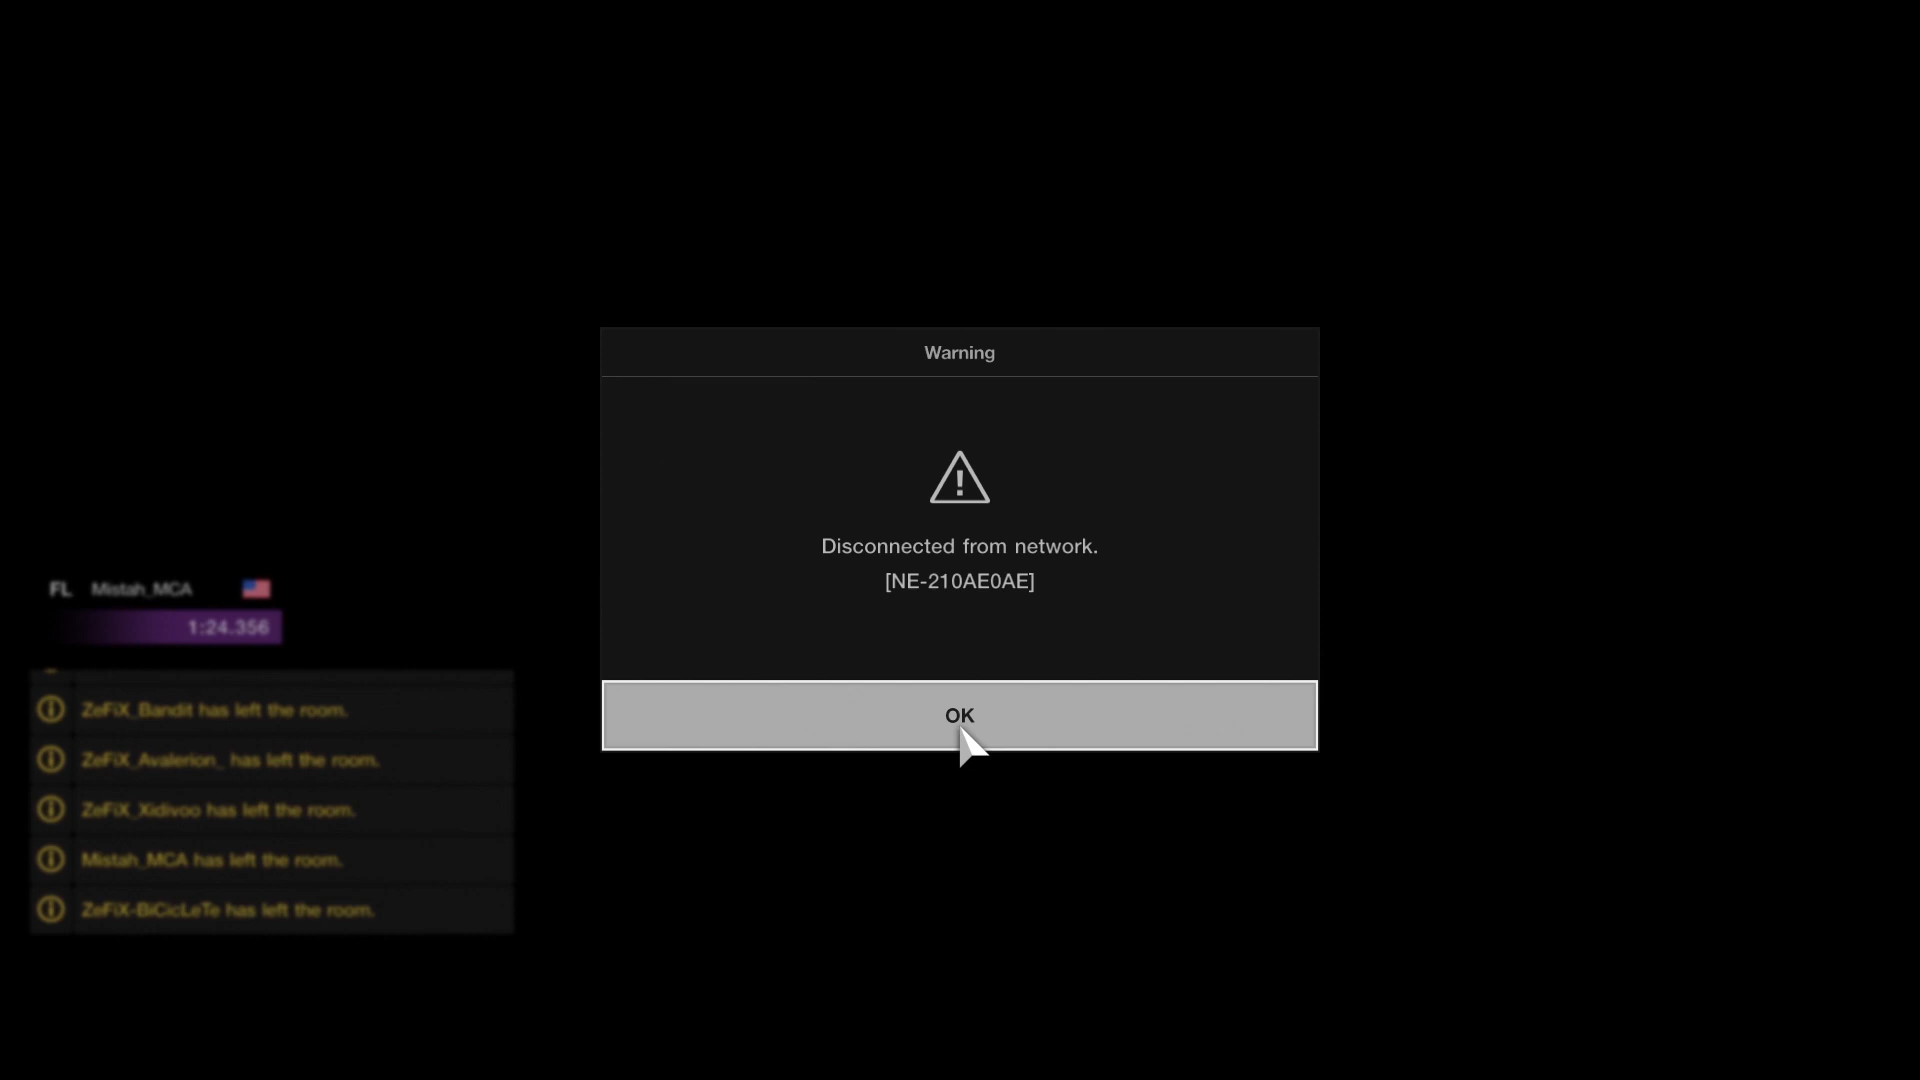 Warning
Disconnected from network.
[NE-210AE0AE]
OK
FL Mistah_MCA
1:24.356
ZeFiX_Bandit has left the room.
ZeFiX_Avalerion_ has left the room.
ZeFiX_Xidivoo has left the room.
Mistah_MCA has left the room.
ZeFiX-BiCicLeTe has left the room.